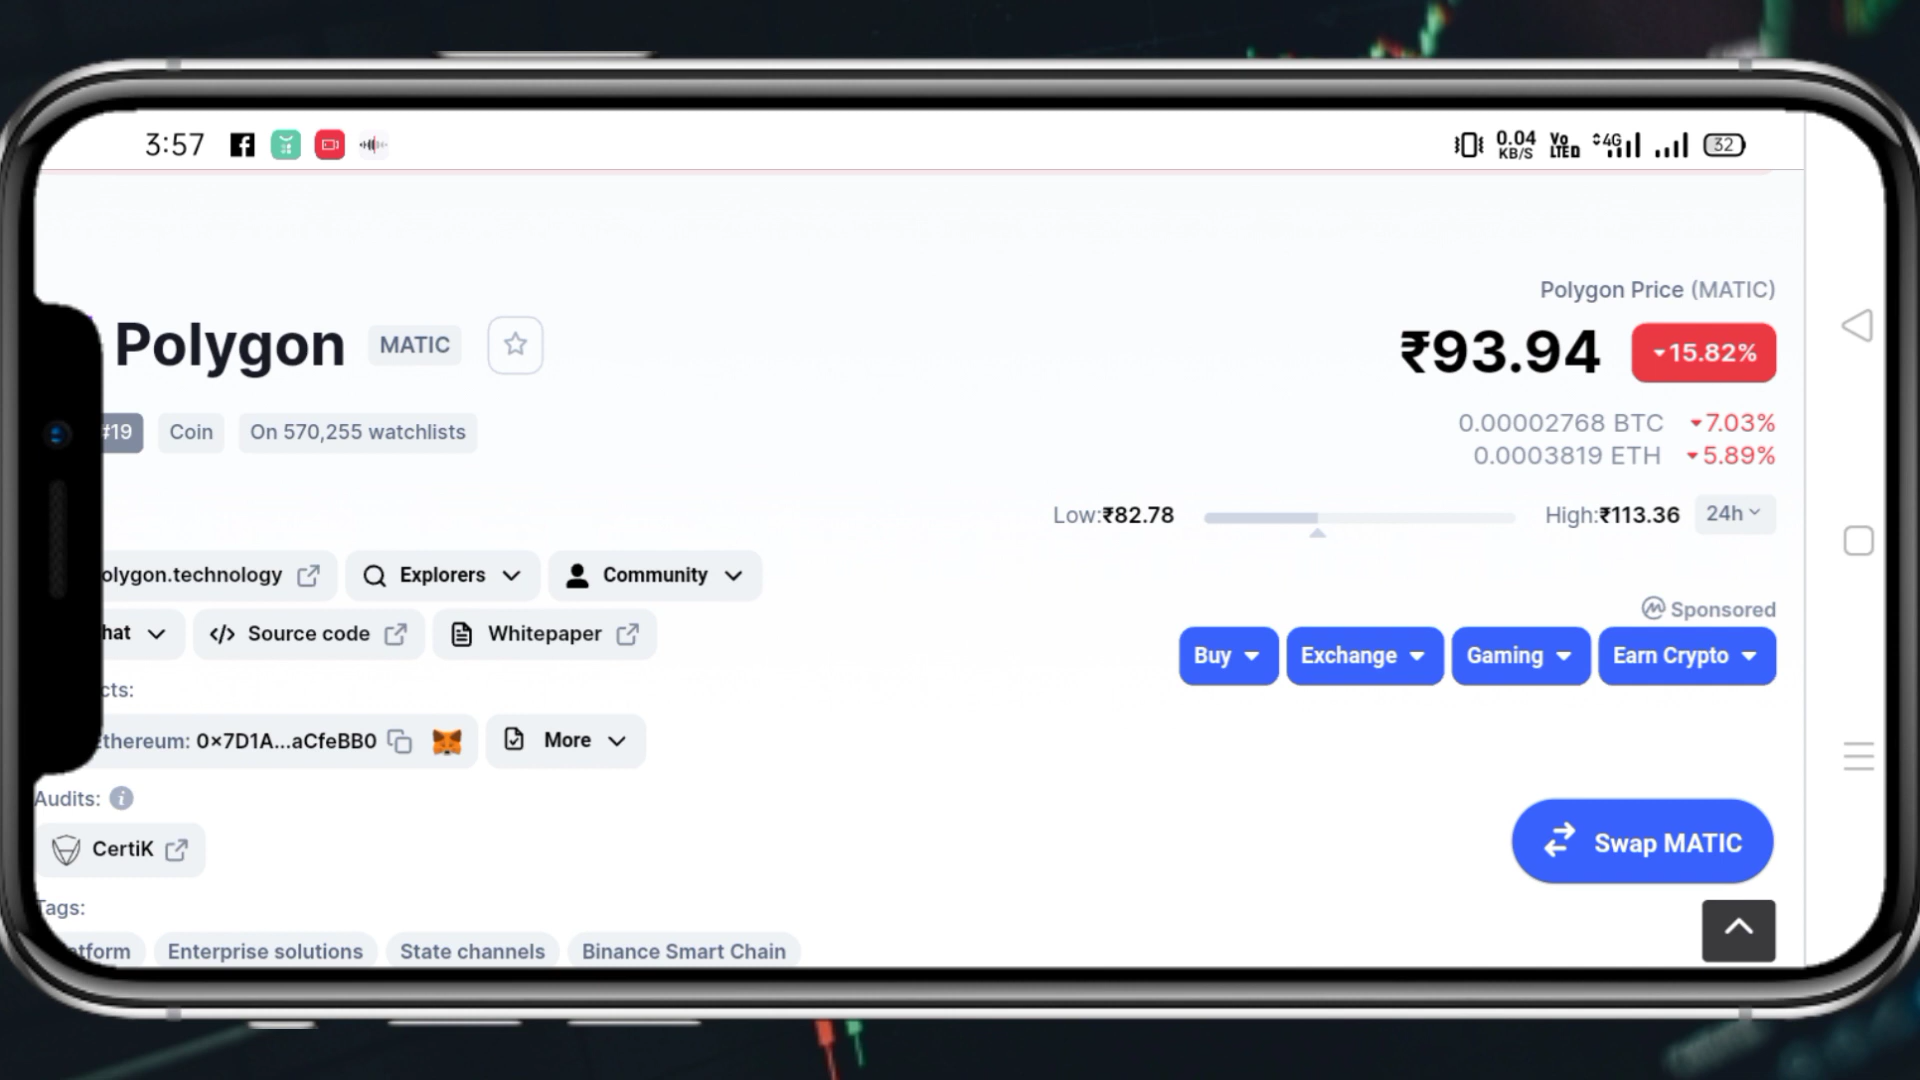 3:57
0.04
KB/S
Vo
LTED
4G
32
Polygon Price (MATIC)
Polygon MATIC
₹93.94
15.82%
#19 Coin On 570,255 watchlists
0.00002768 BTC 7.03%
0.0003819 ETH 5.89%
Low:₹82.78 High:₹113.36 24h
olygon.technology Explorers Community
Sponsored
hat </> Source code Whitepaper
Buy Exchange Gaming Earn Crypto
cts:
thereum: 0x7D1A...aCfeBB0 More
Audits:
CertiK
Swap MATIC
Tags:
tform Enterprise solutions State channels Binance Smart Chain